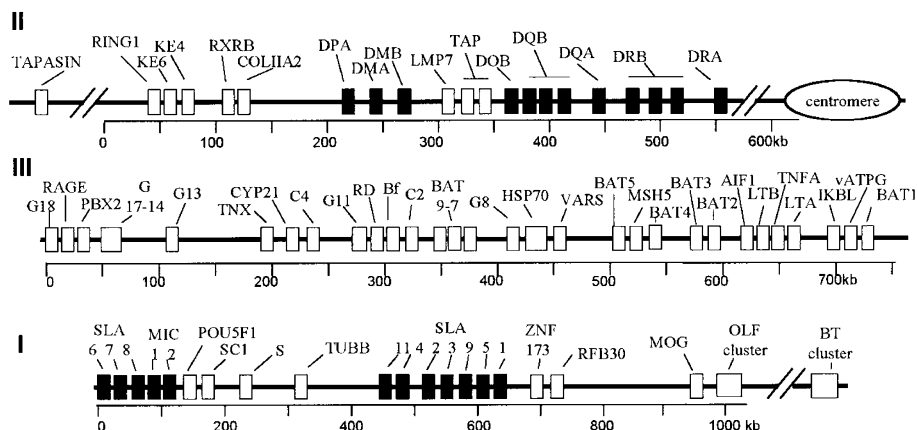 II
TAPASIN RING1 KE6 KE4 RXRB COLIIA2 DPA DMA DMB LMP7 TAP DOB DQB DQA DRB DRA
centromere
0 100 200 300 400 500 600kb
III
G18 RAGE PBX2 G 17-14 G13 TNX CYP21 C4 G11 RD Bf C2 BAT 9-7 G8 HSP70 VARS BAT5 MSH5 BAT4 BAT3 BAT2 AIF1 LTB TNFA LTA IKBL vATPG BAT1
0 100 200 300 400 500 600 700kb
I
SLA 6 7 8 MIC 1 2 POU5F1 SC1 S TUBB SLA 11 4 2 3 9 5 1 ZNF 173 RFB30 MOG OLF cluster BT cluster
0 200 400 600 800 1000 kb